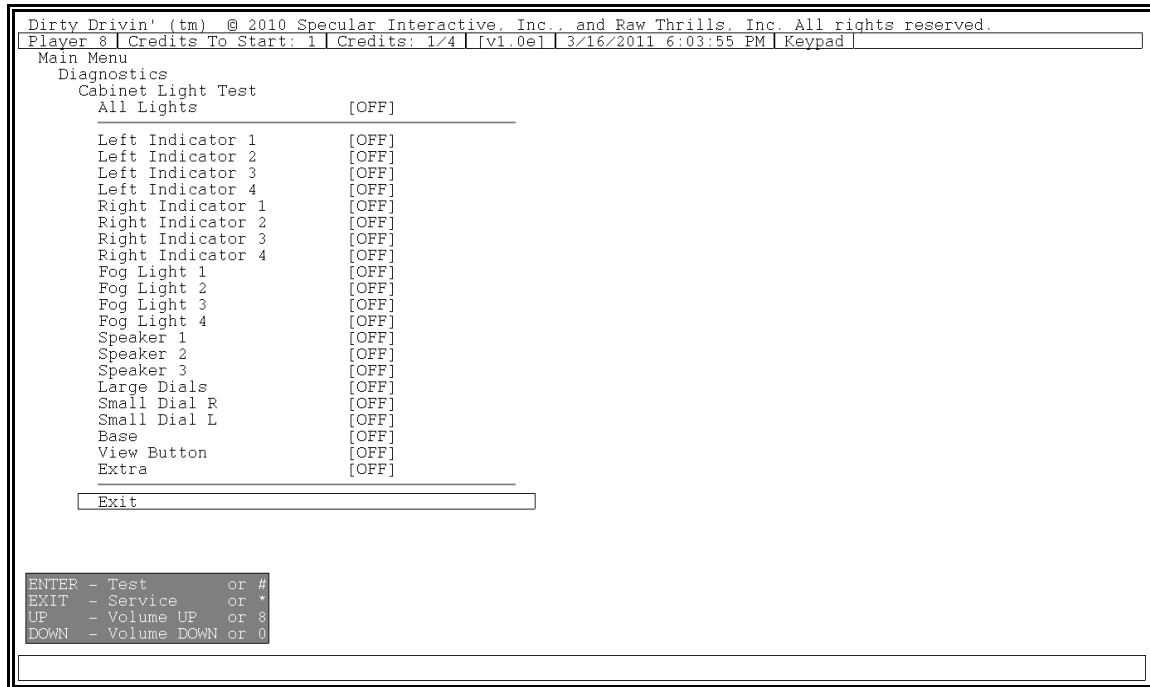 Dirty Drivin' (tm) © 2010 Specular Interactive, Inc., and Raw Thrills, Inc. All rights reserved.
Player 8 | Credits To Start: 1 | Credits: 1/4 | [v1.0e] | 3/16/2011 6:03:55 PM | Keypad |
Main Menu
Diagnostics
Cabinet Light Test
All Lights [OFF]
Left Indicator 1 [OFF]
Left Indicator 2 [OFF]
Left Indicator 3 [OFF]
Left Indicator 4 [OFF]
Right Indicator 1 [OFF]
Right Indicator 2 [OFF]
Right Indicator 3 [OFF]
Right Indicator 4 [OFF]
Fog Light 1 [OFF]
Fog Light 2 [OFF]
Fog Light 3 [OFF]
Fog Light 4 [OFF]
Speaker 1 [OFF]
Speaker 2 [OFF]
Speaker 3 [OFF]
Large Dials [OFF]
Small Dial R [OFF]
Small Dial L [OFF]
Base [OFF]
View Button [OFF]
Extra [OFF]
Exit
ENTER - Test or #
EXIT - Service or *
UP - Volume UP or 8
DOWN - Volume DOWN or 0